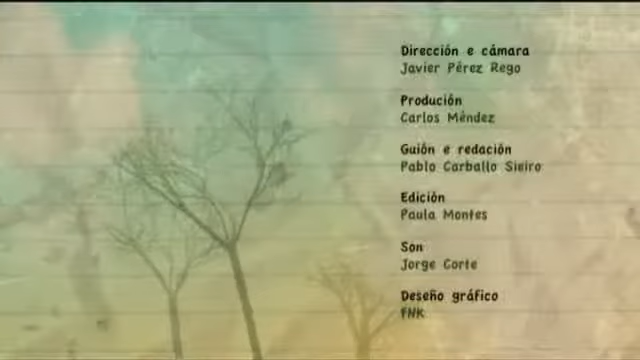 Dirección e cámara
Javier Pérez Rego
Produción
Carlos Méndez
Guión e redación
Pablo Carballo Sieiro
Edición
Paula Montes
Son
Jorge Corte
Deseño gráfico
FNK